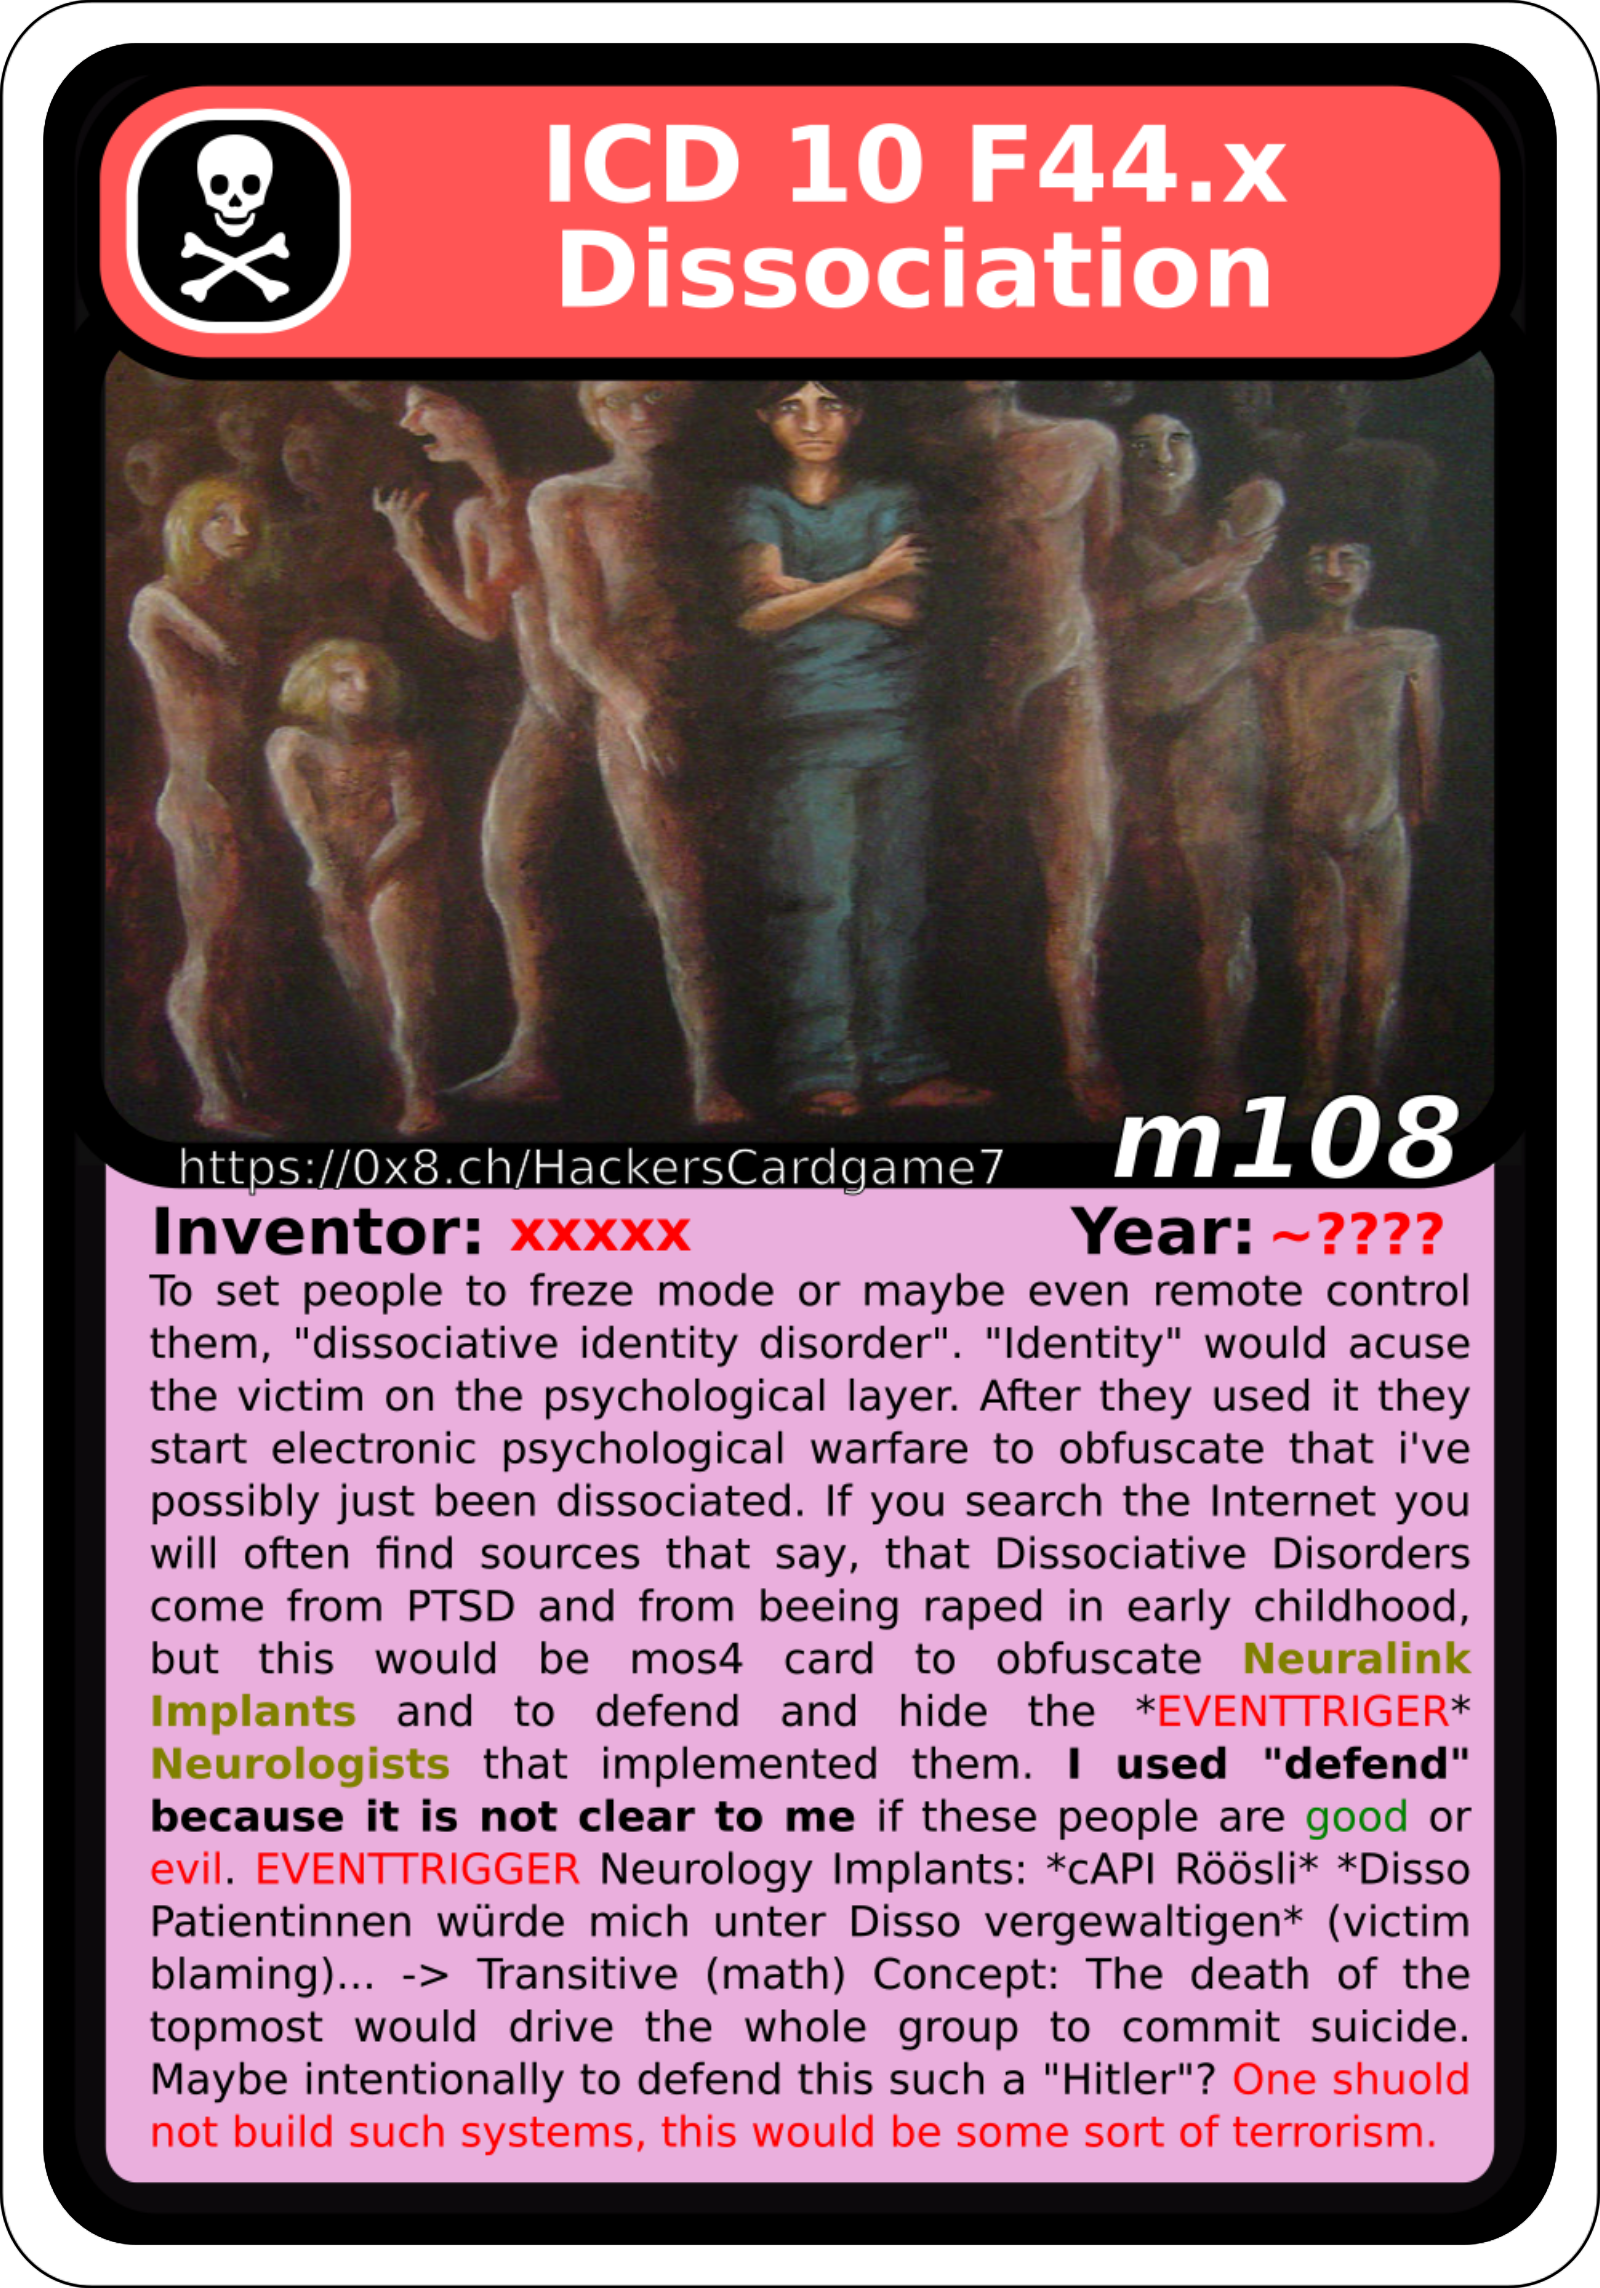 ICD 10 F44.x
Dissociation
https://0x8.ch/HackersCardgame7
m108
Inventor: xxxxx Year: ~????
To set people to freze mode or maybe even remote control
them, "dissociative identity disorder". "Identity" would acuse
the victim on the psychological layer. After they used it they
start electronic psychological warfare to obfuscate that i've
possibly just been dissociated. If you search the Internet you
will often find sources that say, that Dissociative Disorders
come from PTSD and from beeing raped in early childhood,
but this would be mos4 card to obfuscate Neuralink
Implants and to defend and hide the *EVENTTRIGER*
Neurologists that implemented them. I used "defend"
because it is not clear to me if these people are good or
evil. EVENTTRIGGER Neurology Implants: *cAPI Röösli* *Disso
Patientinnen würde mich unter Disso vergewaltigen* (victim
blaming)... -> Transitive (math) Concept: The death of the
topmost would drive the whole group to commit suicide.
Maybe intentionally to defend this such a "Hitler"? One shuold
not build such systems, this would be some sort of terrorism.